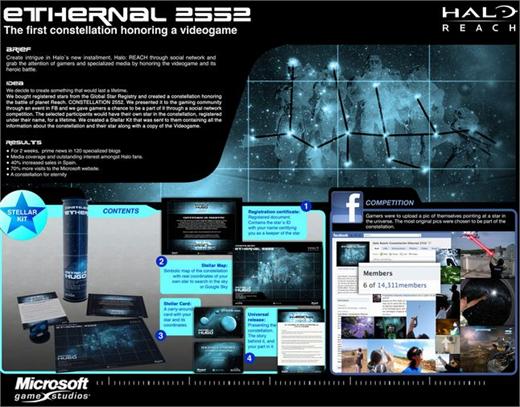 ETHERNAL 2552
The first constellation honoring a videogame
HALO
REACH
BRIEF
Create intrigue in Halo´s new installment, Halo: REACH through social network and
grab the attention of gamers and specialized media by honoring the videogame and its
heroic battle.
IDEA
We decide to create something that would last a lifetime.
We bought registered stars from the Global Star Registry and created a constellation honoring
the battle of planet Reach. CONSTELLATION 2552. We presented it to the gaming community
through an event in FB and we gave gamers a chance to be a part of it through a social network
competition. The selected participants would have their own star in the constellation, registered
under their name, for a lifetime. We created a Stellar Kit that was sent to them containing all the
information about the constellation and their star along with a copy of the Videogame.
RESULTS
• For 2 weeks, prime news in 120 specialized blogs
• Media coverage and outstanding interest amongst Halo fans.
• 40% increased sales in Spain.
• 70% more visits to the Microsoft website.
• A constellation for eternity
STELLAR
KIT
CONTENTS
1
Registration certificate:
Registered document.
Contains the star´s ID
with your name certifying
you as a keeper of the star
2
Stellar Map:
Symbolic map of the constellation
with real coordinates of your
own star to search in the sky
or Google Sky
Stellar Card:
A carry-around
card with your
star and its
coordinates.
3
Universal
release:
Presenting the
constellation.
The story
behind it, and
your part in it
4
HUGO
f
COMPETITION
Gamers were to upload a pic of themselves pointing at a star in
the universe. The most original pics were chosen to be part of the
constellation.
facebook
Halo Reach: Constelación Ethernal 2552
Members
6 of 14,311members
Microsoft
game studios